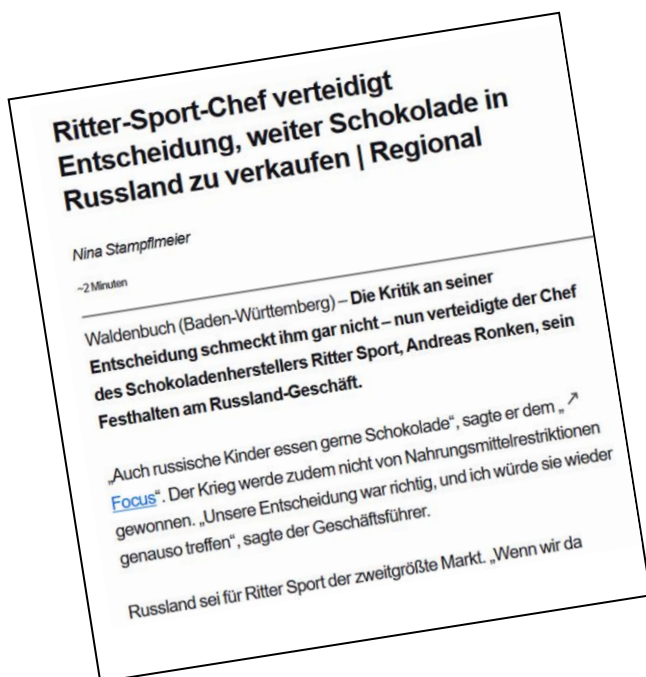 Ritter-Sport-Chef verteidigt
Entscheidung, weiter Schokolade in
Russland zu verkaufen | Regional
Nina Stampflmeier
~2 Minuten
Waldenbuch (Baden-Württemberg) – Die Kritik an seiner
Entscheidung schmeckt ihm gar nicht – nun verteidigte der Chef
des Schokoladenherstellers Ritter Sport, Andreas Ronken, sein
Festhalten am Russland-Geschäft.
„Auch russische Kinder essen gerne Schokolade“, sagte er dem „ ↗
Focus“. Der Krieg werde zudem nicht von Nahrungsmittelrestriktionen
gewonnen. „Unsere Entscheidung war richtig, und ich würde sie wieder
genauso treffen“, sagte der Geschäftsführer.
Russland sei für Ritter Sport der zweitgrößte Markt. „Wenn wir da